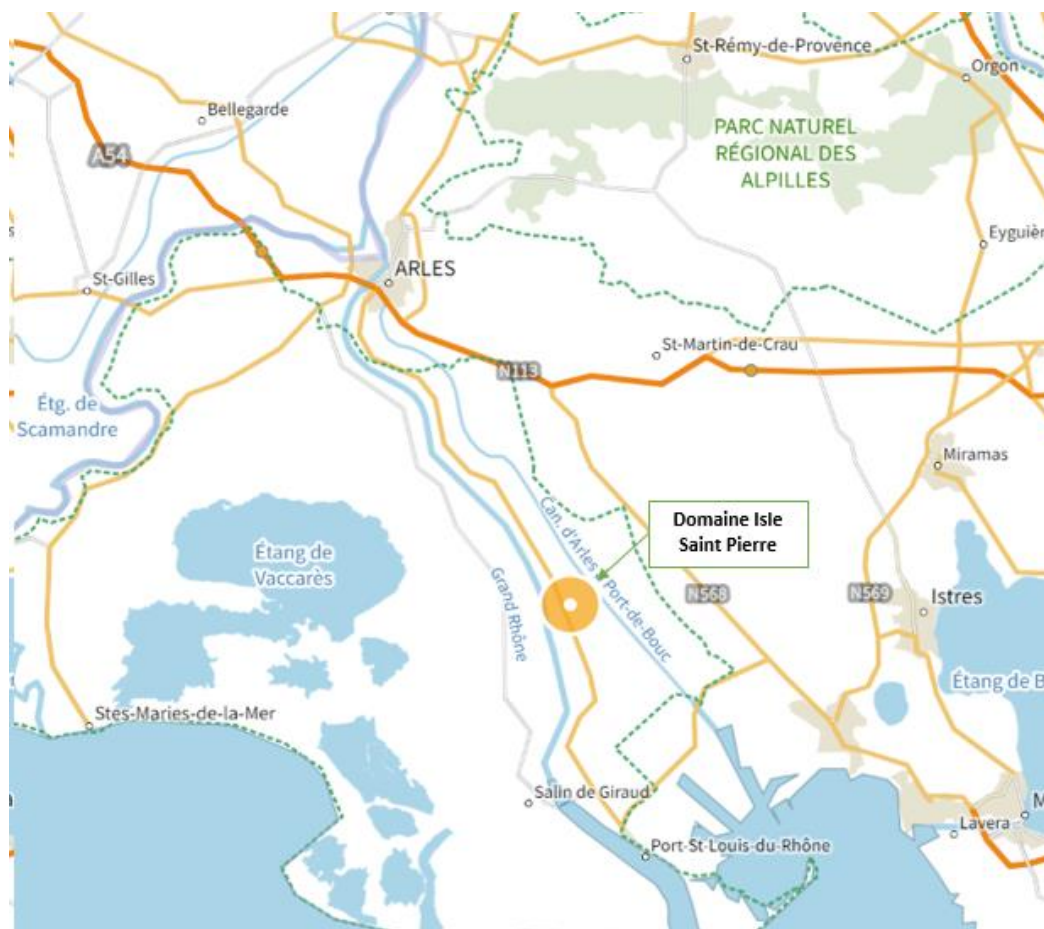 St-Rémy-de-Provence
Orgon
Bellegarde
PARC NATUREL
RÉGIONAL DES
ALPILLES
A54
Eyguièr
St-Gilles
ARLES
St-Martin-de-Crau
N113
Étg. de
Scamandre
Miramas
Domaine Isle
Saint Pierre
Can. d'Arles à Port-de-Bouc
Étang de
Vaccarès
Grand Rhône
N568
N569
Istres
Étang de B
Stes-Maries-de-la-Mer
Salin de Giraud
Lavera
M
Port-St-Louis-du-Rhône